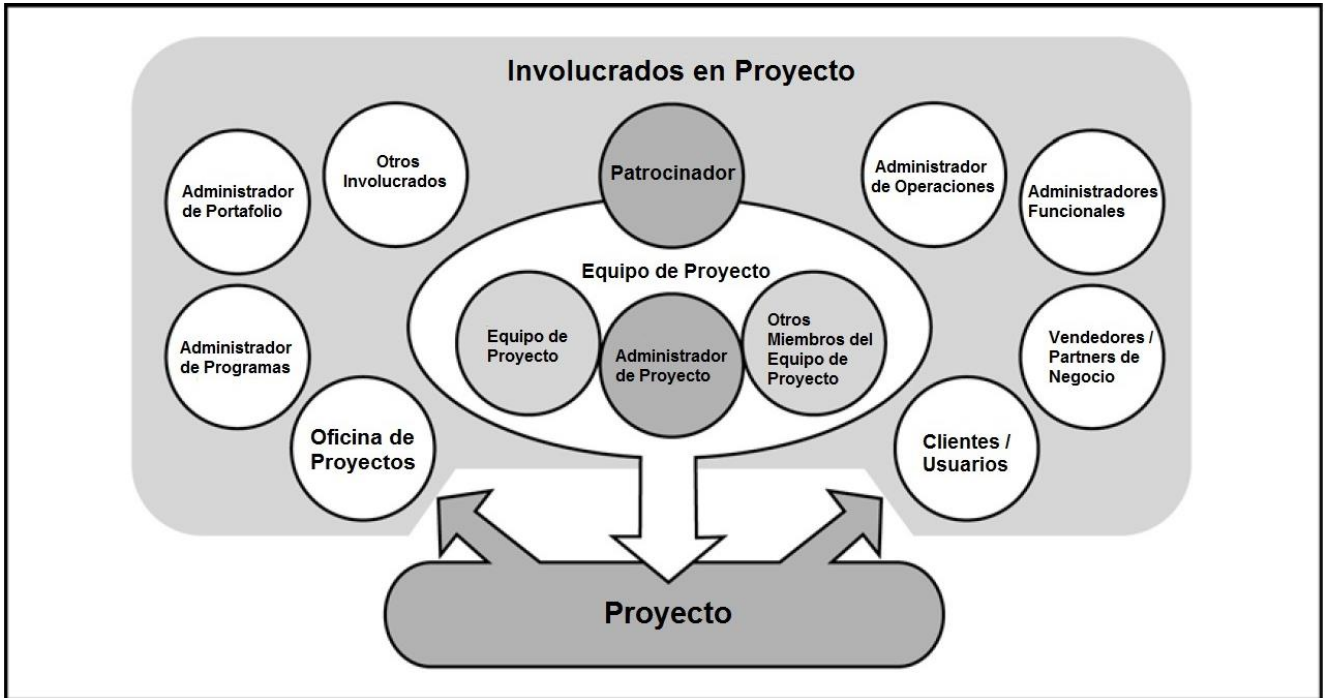 Involucrados en Proyecto
Administrador
de Portafolio
Otros
Involucrados
Patrocinador
Administrador
de Operaciones
Administradores
Funcionales
Equipo de Proyecto
Administrador
de Programas
Equipo de
Proyecto
Administrador
de Proyecto
Otros
Miembros del
Equipo de
Proyecto
Vendedores /
Partners de
Negocio
Oficina de
Proyectos
Clientes /
Usuarios
Proyecto